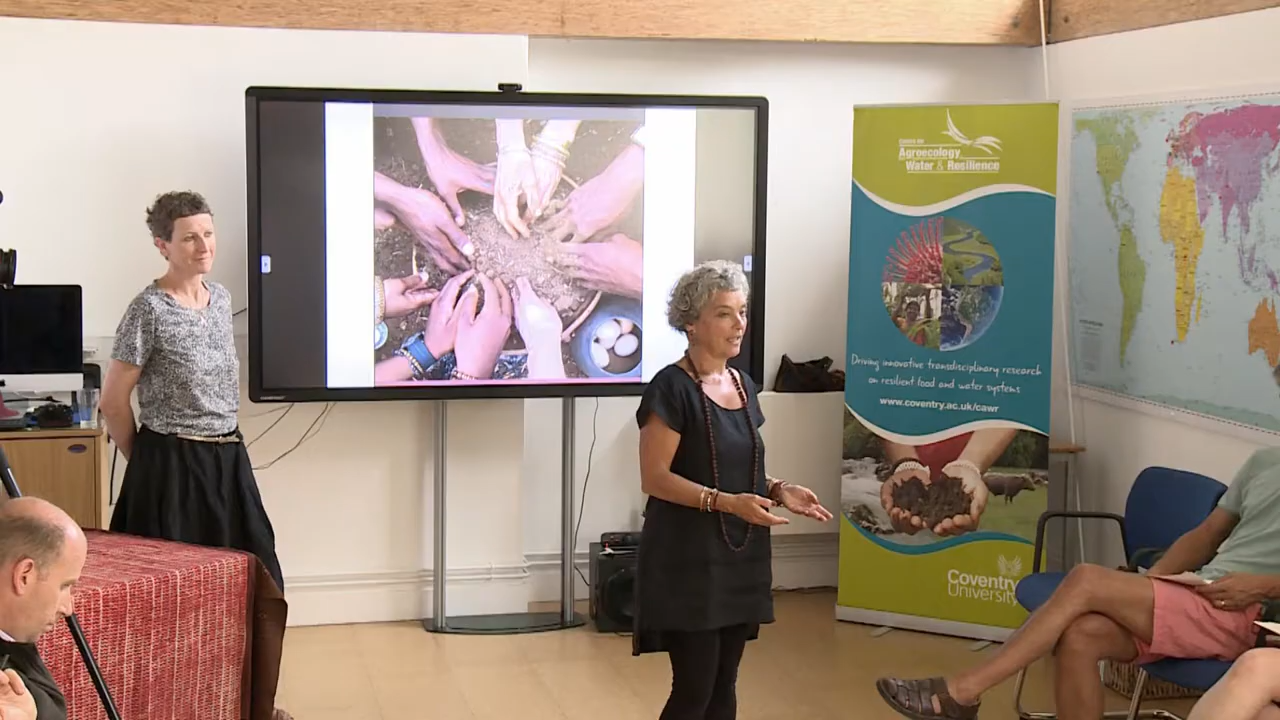 Centre for
Agroecology
Water & Resilience
Driving innovative transdisciplinary research
on resilient food and water systems
www.coventry.ac.uk/cawr
Coventry
University